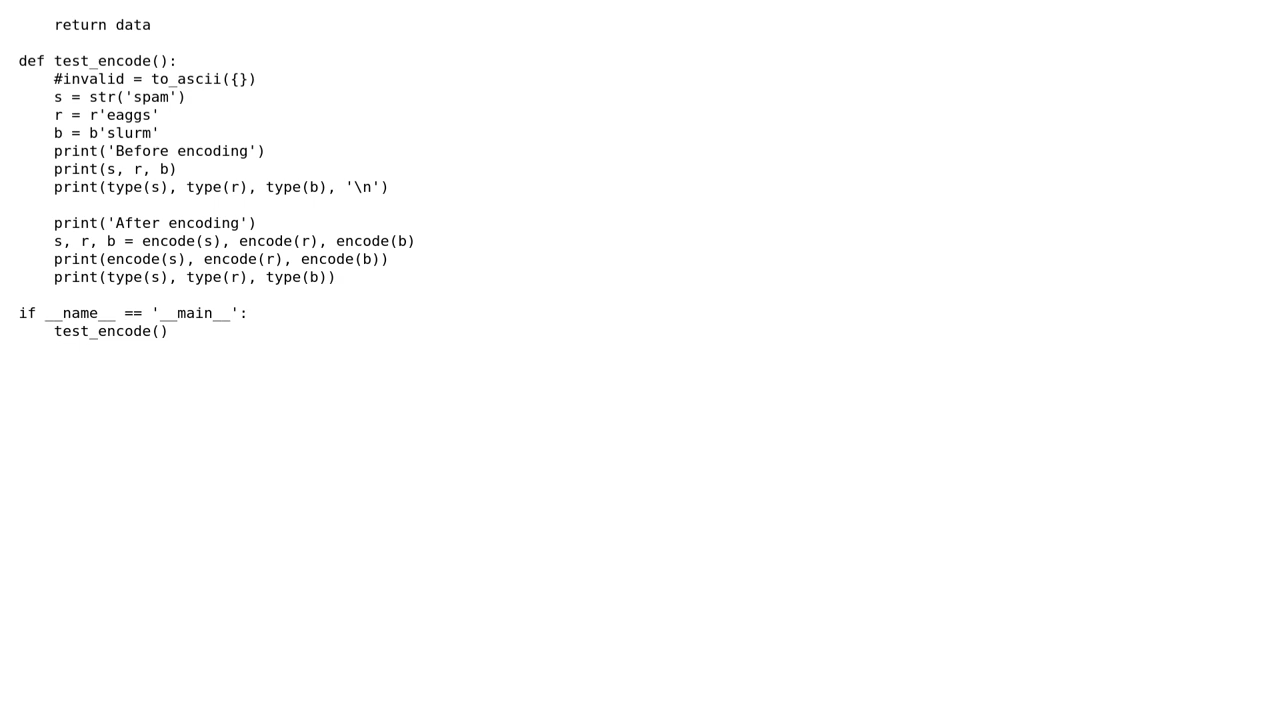 return data

def test_encode():
    #invalid = to_ascii({})
    s = str('spam')
    r = r'eaggs'
    b = b'slurm'
    print('Before encoding')
    print(s, r, b)
    print(type(s), type(r), type(b), '\n')

    print('After encoding')
    s, r, b = encode(s), encode(r), encode(b)
    print(encode(s), encode(r), encode(b))
    print(type(s), type(r), type(b))

if __name__ == '__main__':
    test_encode()